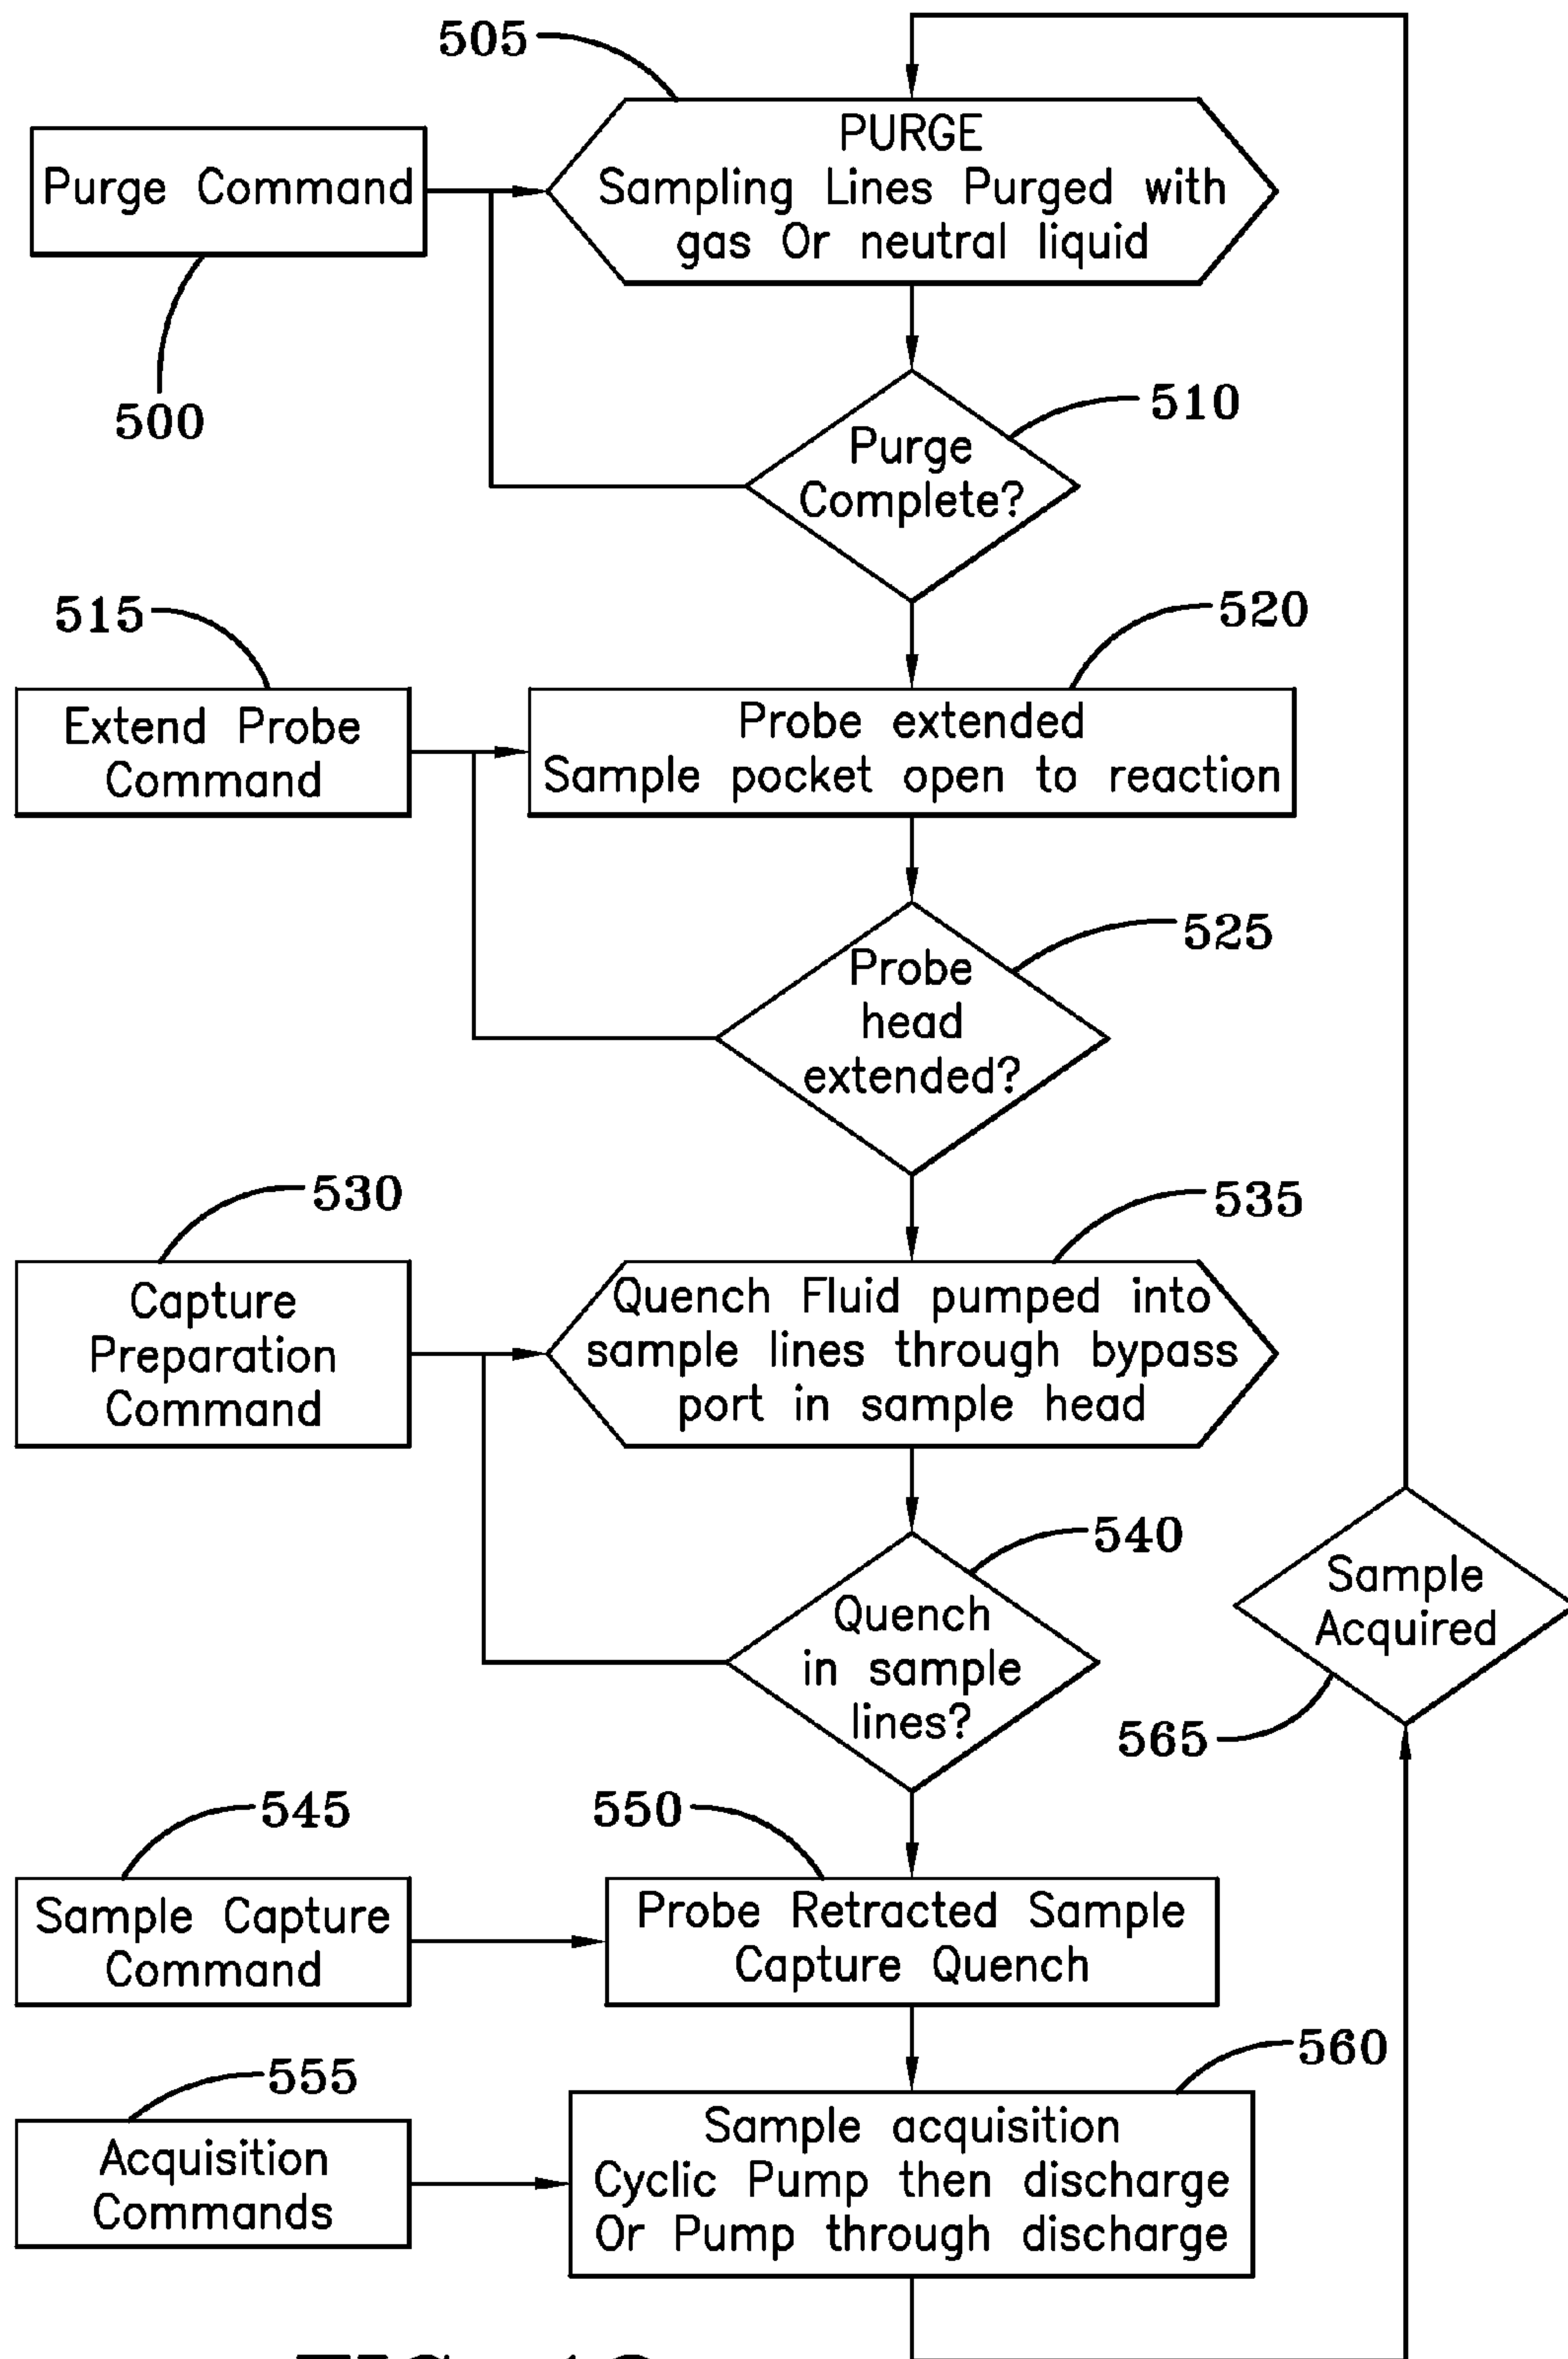 505
PURGE
Sampling Lines Purged with
gas Or neutral liquid
Purge Command
500
510
Purge
Complete?
515
520
Extend Probe
Command
Probe extended
Sample pocket open to reaction
525
Probe
head
extended?
530
535
Capture
Preparation
Command
Quench Fluid pumped into
sample lines through bypass
port in sample head
540
Quench
in sample
lines?
Sample
Acquired
565
545
550
Sample Capture
Command
Probe Retracted Sample
Capture Quench
555
560
Acquisition
Commands
Sample acquisition
Cyclic Pump then discharge
Or Pump through discharge